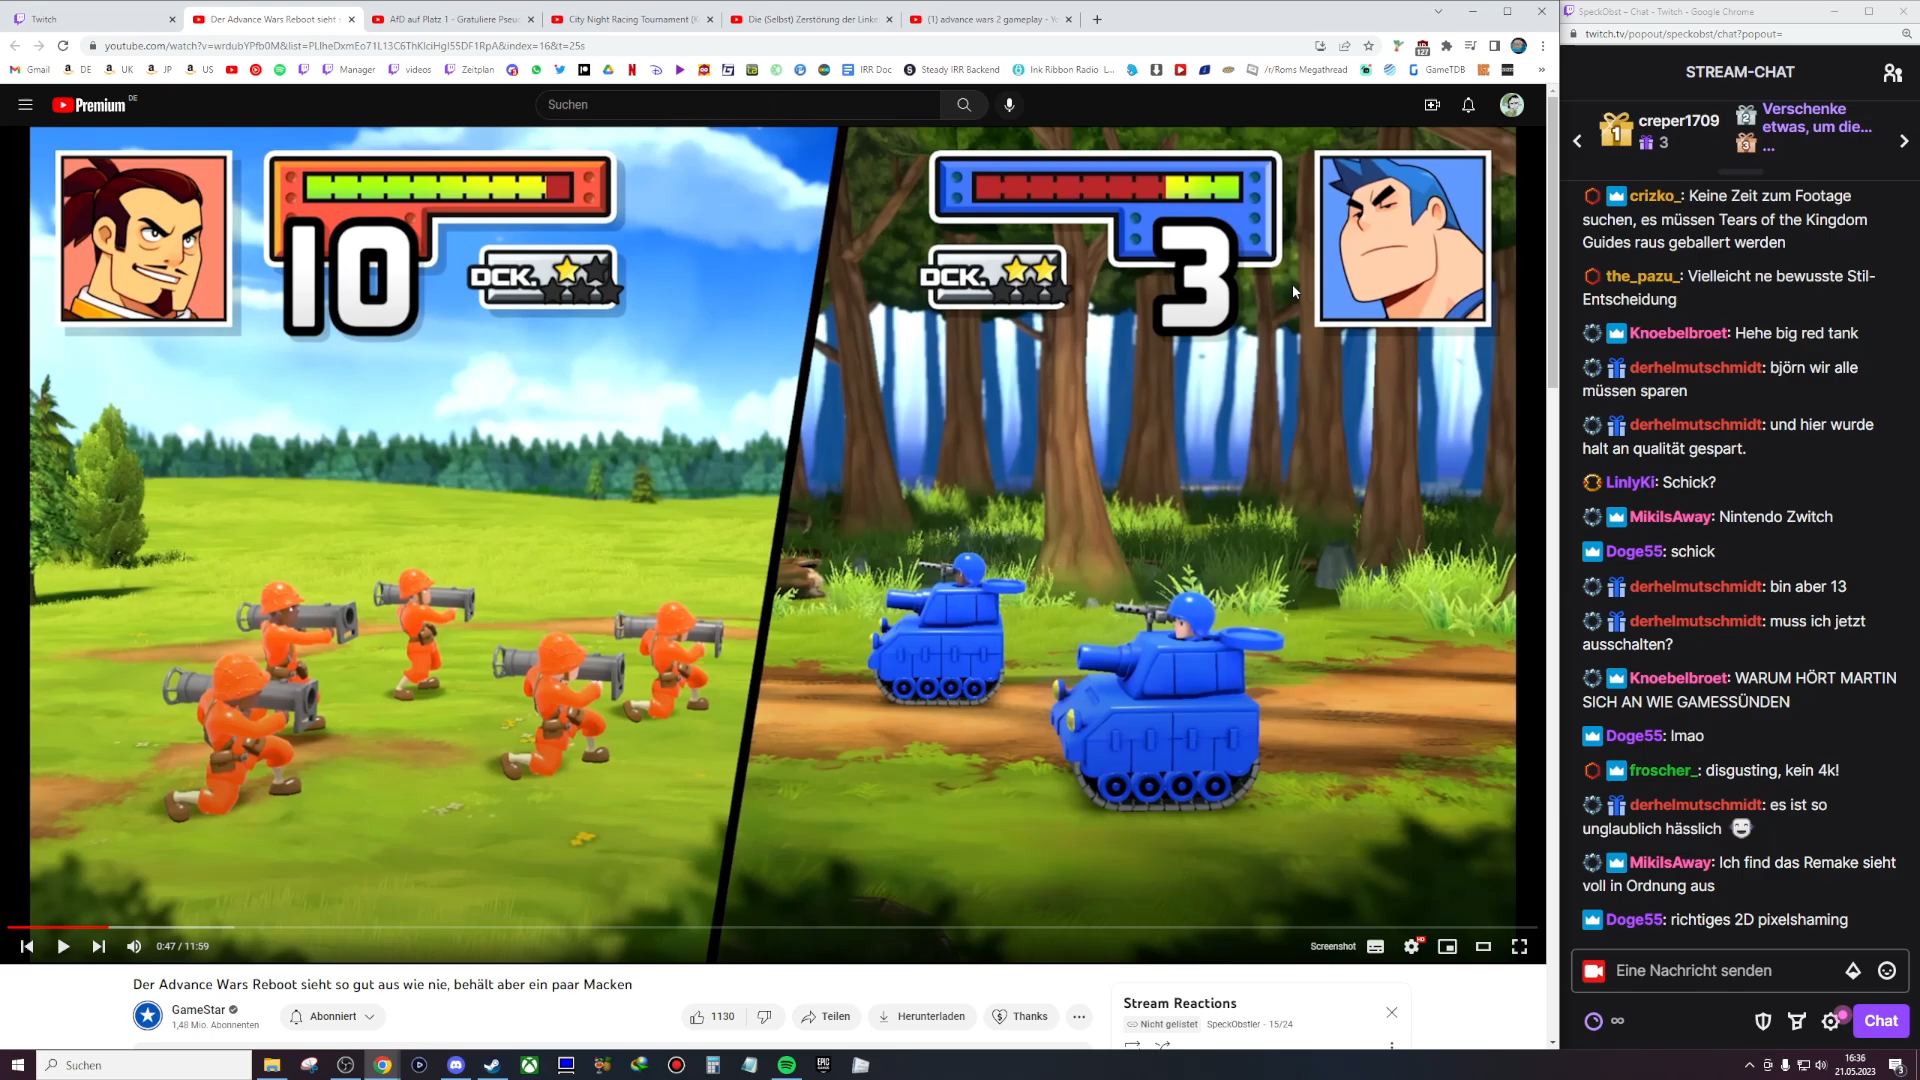 Twitch
Der Advance Wars Reboot sieht s
AfD auf Platz 1 - Gratuliere Pseud
City Night Racing Tournament (K
Die (Selbst) Zerstörung der Linke
(1) advance wars 2 gameplay - Yo
youtube.com/watch?v=wrdubYPfb0M&list=PLIheDxmEo71L13C6ThKIciHgI55DF1RpA&index=16&t=25s
127
Gmail
DE
UK
JP
US
Manager
videos
Zeitplan
IRR Doc
Steady IRR Backend
Ink Ribbon Radio L...
/r/Roms Megathread
GameTDB
Premium DE
Suchen
10
DCK.
DCK.
3
0:47 / 11:59
Screenshot
HD
Der Advance Wars Reboot sieht so gut aus wie nie, behält aber ein paar Macken
GameStar
1,48 Mio. Abonnenten
Abonniert
1130
Teilen
Herunterladen
Thanks
Stream Reactions
Nicht gelistet
SpeckObstler - 15/24
SpeckObst – Chat - Twitch - Google Chrome
twitch.tv/popout/speckobst/chat?popout=
STREAM-CHAT
1
creper1709
3
2
3
Verschenke
etwas, um die...
...
crizko_: Keine Zeit zum Footage
suchen, es müssen Tears of the Kingdom
Guides raus geballert werden
the_pazu_: Vielleicht ne bewusste Stil-
Entscheidung
Knoebelbroet: Hehe big red tank
derhelmutschmidt: björn wir alle
müssen sparen
derhelmutschmidt: und hier wurde
halt an qualität gespart.
LinlyKi: Schick?
MikilsAway: Nintendo Zwitch
Doge55: schick
derhelmutschmidt: bin aber 13
derhelmutschmidt: muss ich jetzt
ausschalten?
Knoebelbroet: WARUM HÖRT MARTIN
SICH AN WIE GAMESSÜNDEN
Doge55: lmao
froscher_: disgusting, kein 4k!
derhelmutschmidt: es ist so
unglaublich hässlich
MikilsAway: Ich find das Remake sieht
voll in Ordnung aus
Doge55: richtiges 2D pixelshaming
Eine Nachricht senden
Chat
Suchen
16:36
21.05.2023
3